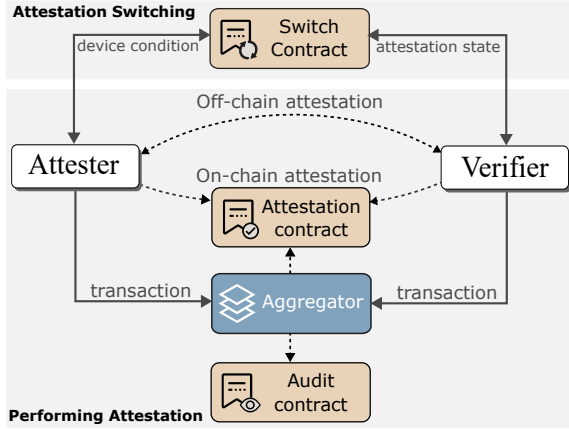 Attestation Switching
Switch
Contract
device condition
attestation state
Off-chain attestation
Attester
Verifier
On-chain attestation
Attestation
contract
transaction
Aggregator
transaction
Audit
contract
Performing Attestation